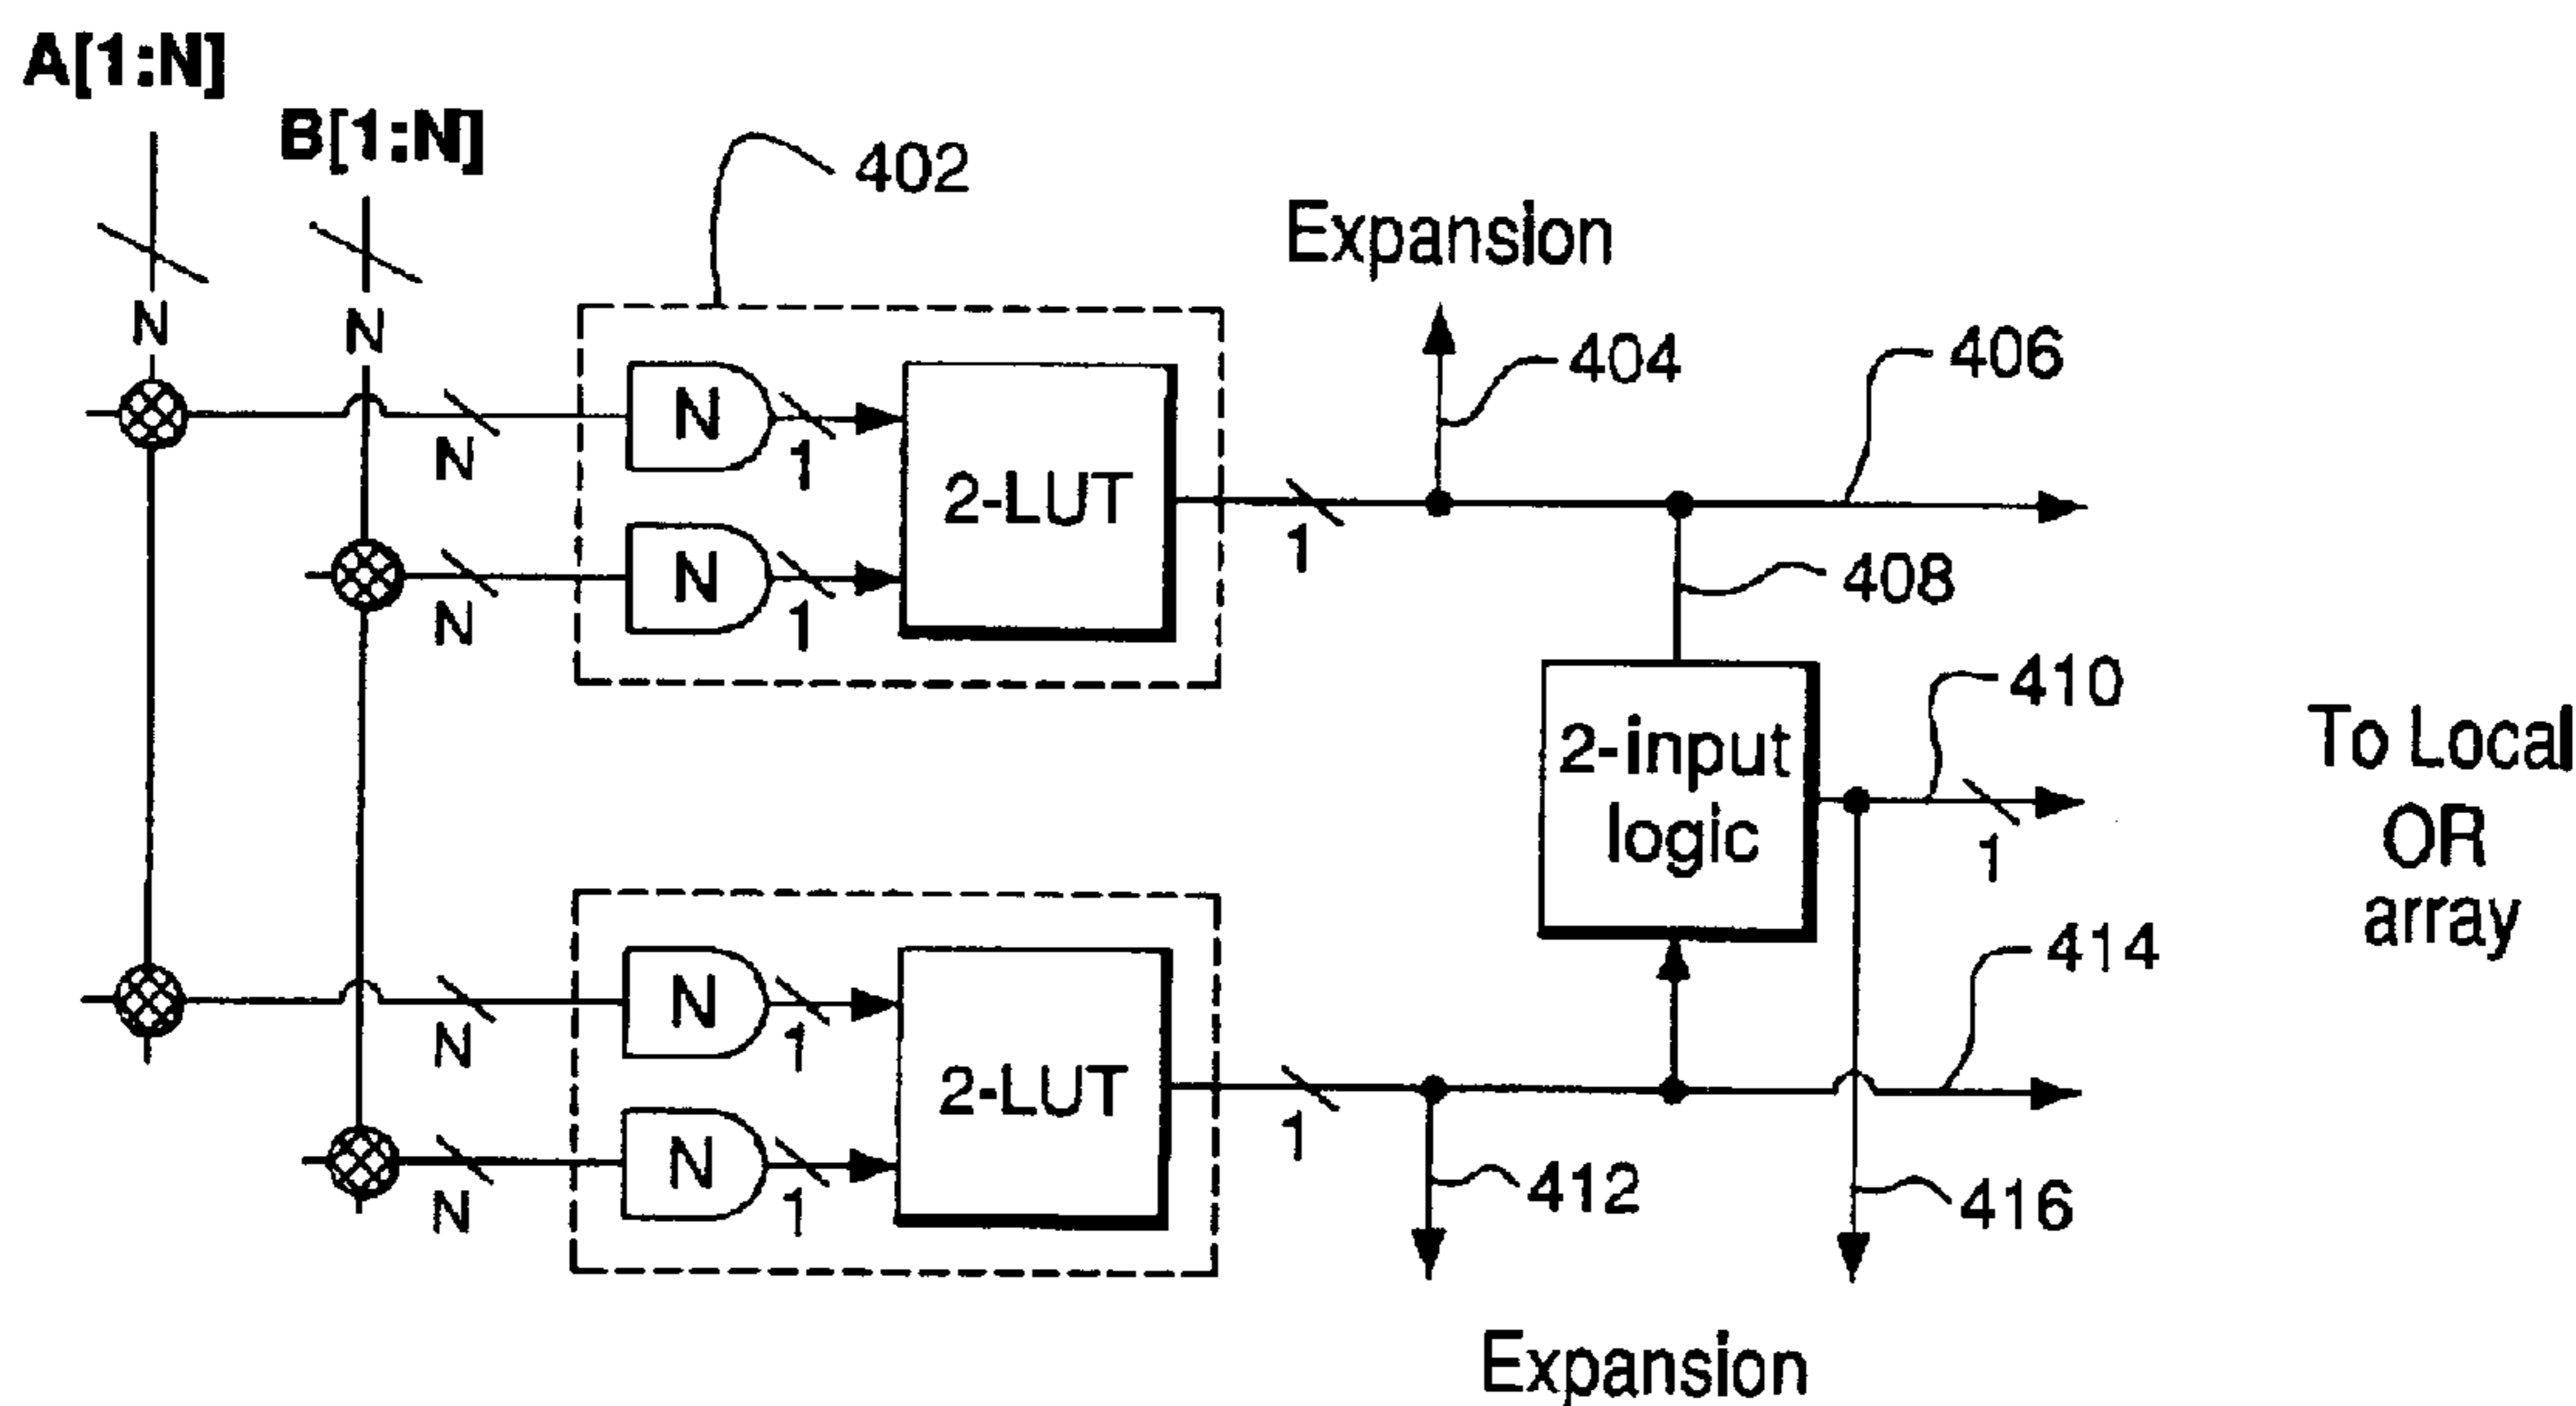 A[1:N]
B[1:N]
402
Expansion
N
N
404
406
N
N
1
1
2-LUT
408
N
N
1
1
410
2-input
logic
To Local
OR
array
1
414
N
N
1
2-LUT
1
412
N
N
1
416
Expansion